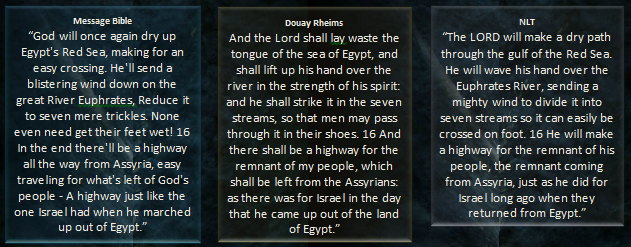 Message Bible
“God will once again dry up
Egypt's Red Sea, making for an
easy crossing. He'll send a
blistering wind down on the
great River Euphrates, Reduce it
to seven mere trickles. None
even need get their feet wet! 16
In the end there'll be a highway
all the way from Assyria, easy
traveling for what's left of God's
people - A highway just like the
one Israel had when he marched
up out of Egypt.”
Douay Rheims
And the Lord shall lay waste the
tongue of the sea of Egypt, and
shall lift up his hand over the
river in the strength of his spirit:
and he shall strike it in the seven
streams, so that men may pass
through it in their shoes. 16 And
there shall be a highway for the
remnant of my people, which
shall be left from the Assyrians:
as there was for Israel in the day
that he came up out of the land
of Egypt.”
NLT
“The LORD will make a dry path
through the gulf of the Red Sea.
He will wave his hand over the
Euphrates River, sending a
mighty wind to divide it into
seven streams so it can easily be
crossed on foot. 16 He will make
a highway for the remnant of his
people, the remnant coming
from Assyria, just as he did for
Israel long ago when they
returned from Egypt.”